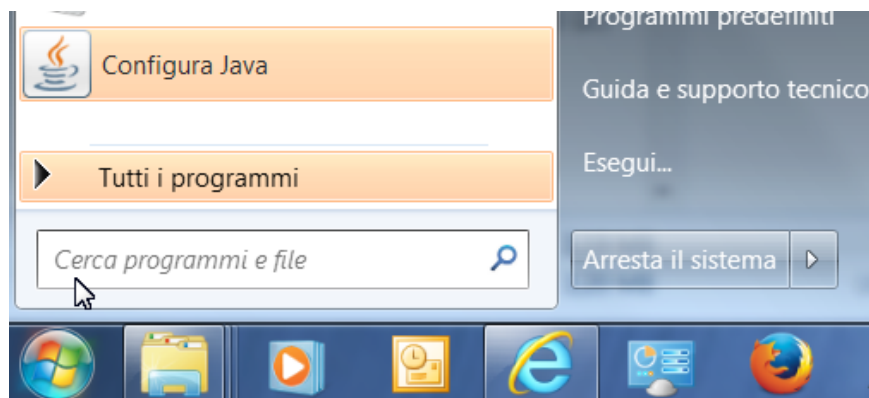 Configura Java
Tutti i programmi
Cerca programmi e file
Programmi predefiniti
Guida e supporto tecnico
Esegui...
Arresta il sistema